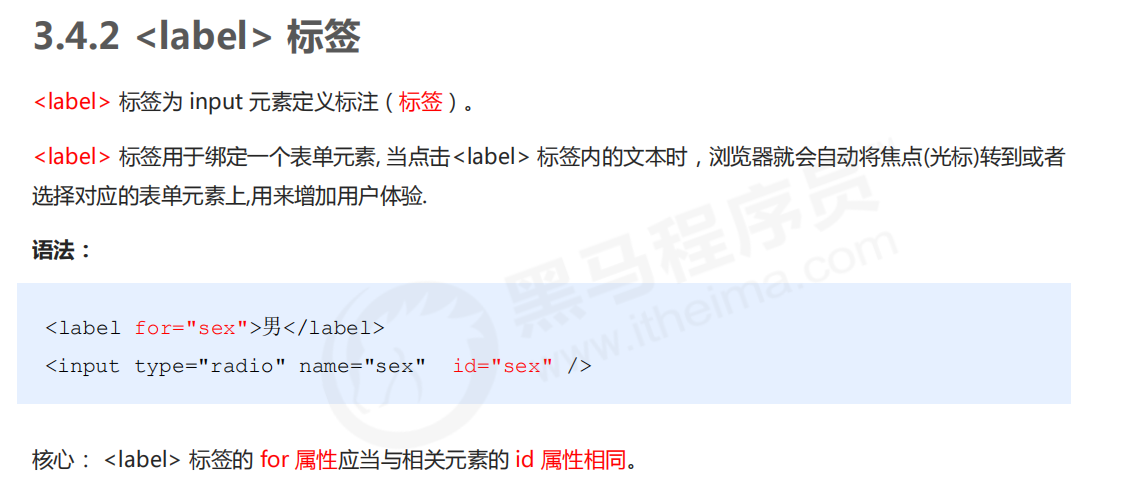 3.4.2 <label> 标签
<label> 标签为 input 元素定义标注（标签）。
<label> 标签用于绑定一个表单元素, 当点击<label> 标签内的文本时，浏览器就会自动将焦点(光标)转到或者
选择对应的表单元素上,用来增加用户体验.
语法：
黑马程序员
www.itheima.com
<label for="sex">男</label>
<input type="radio" name="sex"  id="sex" />
核心： <label> 标签的 for 属性应当与相关元素的 id 属性相同。